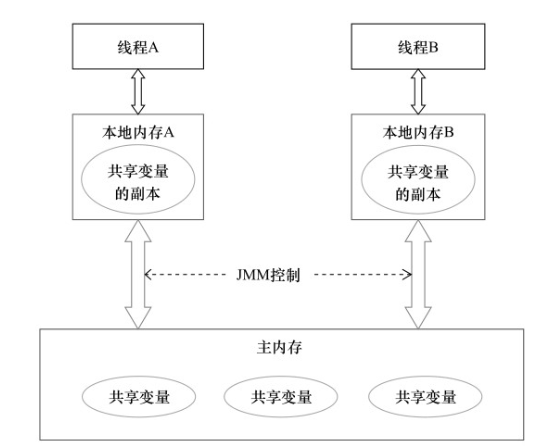 线程A
线程B
本地内存A
本地内存B
共享变量
的副本
共享变量
的副本
JMM控制
主内存
共享变量
共享变量
共享变量